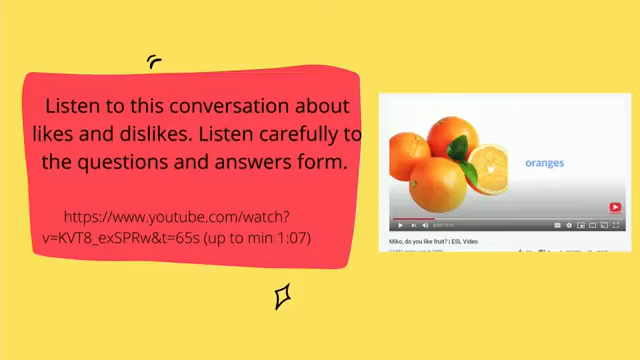 Listen to this conversation about
likes and dislikes. Listen carefully to
the questions and answers form.
https://www.youtube.com/watch?
v=KVT8_exSPRw&t=65s (up to min 1:07)
oranges
Miko, do you like fruit? | ESL Video